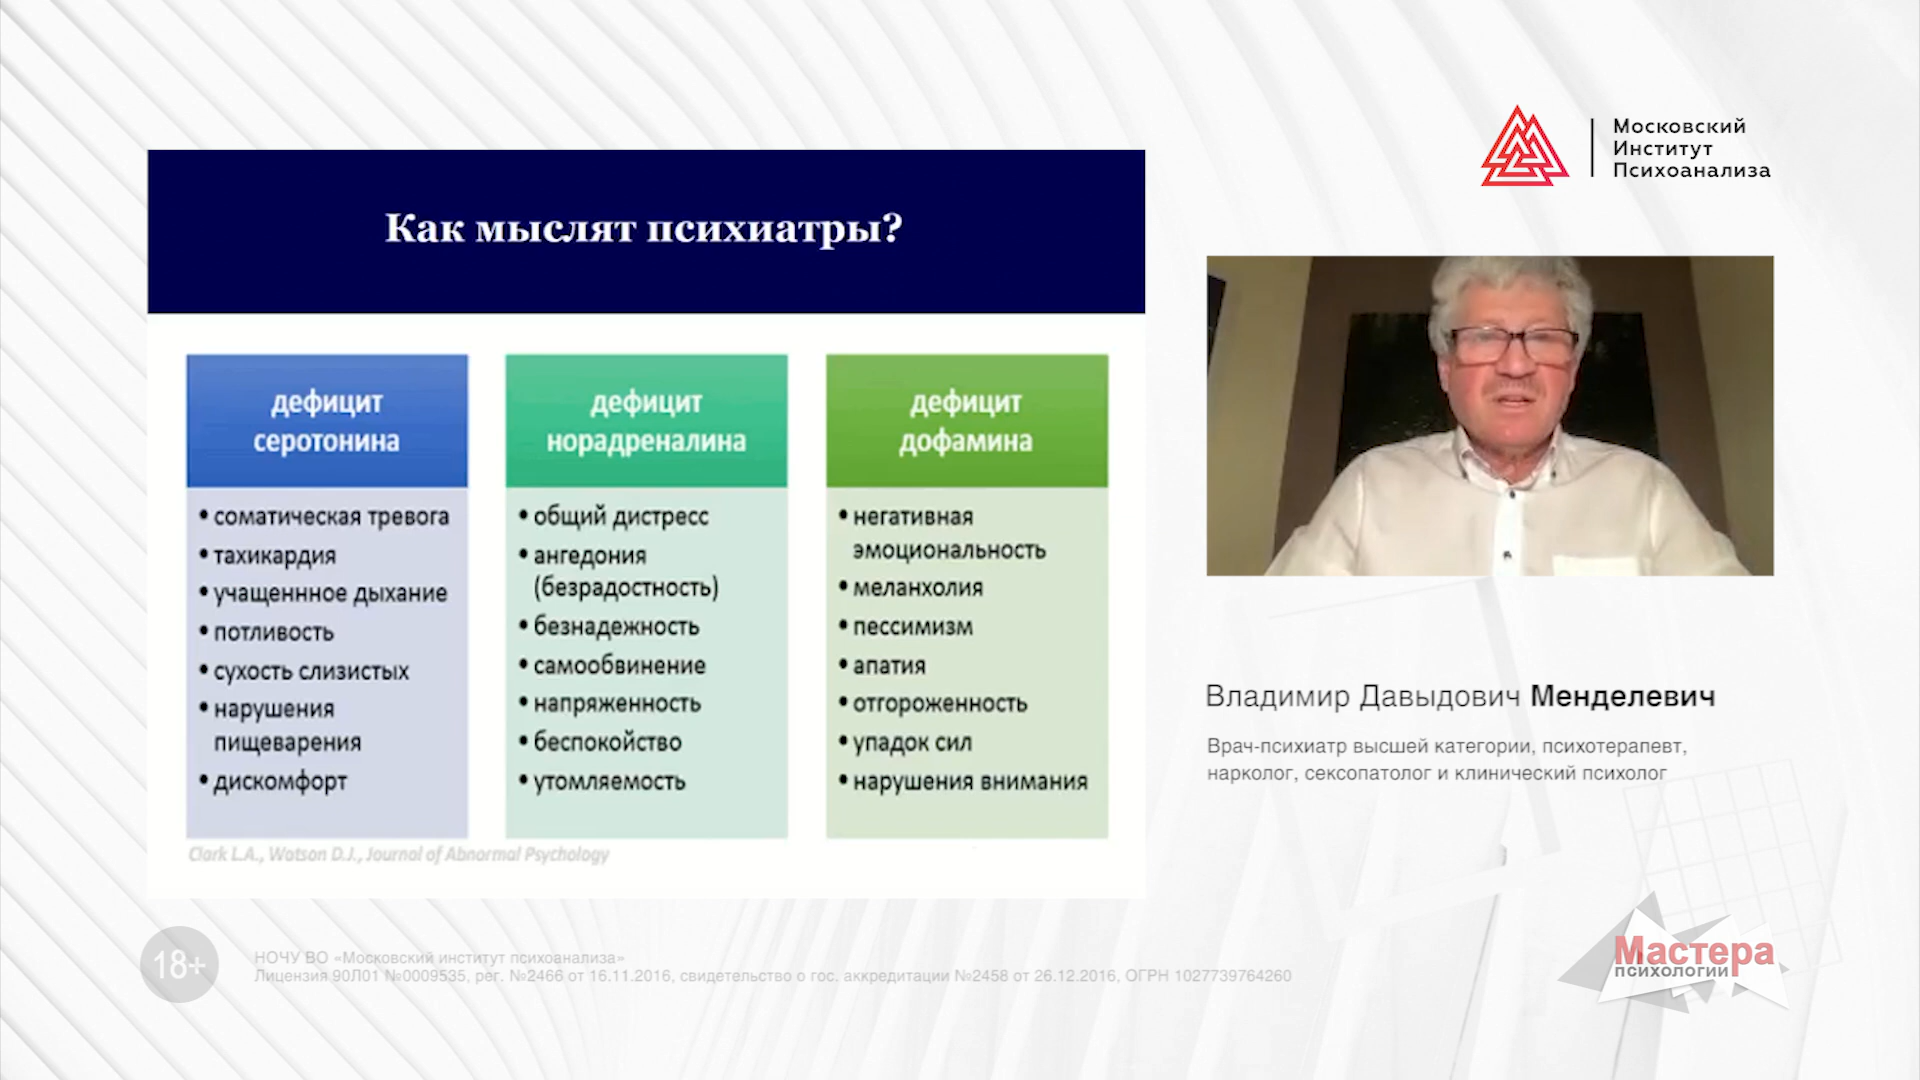 Как мыслят психиатры?
дефицит
серотонина
• соматическая тревога
• тахикардия
• учащеннное дыхание
• потливость
• сухость слизистых
• нарушения
пищеварения
• дискомфорт
дефицит
норадреналина
• общий дистресс
• ангедония
(безрадостность)
• безнадежность
• самообвинение
• напряженность
• беспокойство
• утомляемость
дефицит
дофамина
• негативная
эмоциональность
• меланхолия
• пессимизм
• апатия
• отгороженность
• упадок сил
• нарушения внимания
Clark L.A., Watson D.J., Journal of Abnormal Psychology
Московский
Институт
Психоанализа
Владимир Давыдович Менделевич
Врач-психиатр высшей категории, психотерапевт,
нарколог, сексопатолог и клинический психолог
18+
НОЧУ ВО «Московский институт психоанализа»
Лицензия 90Л01 №0009535, рег. №2466 от 16.11.2016, свидетельство о гос. аккредитации №2458 от 26.12.2016, ОГРН 1027739764260
Мастера
психологии